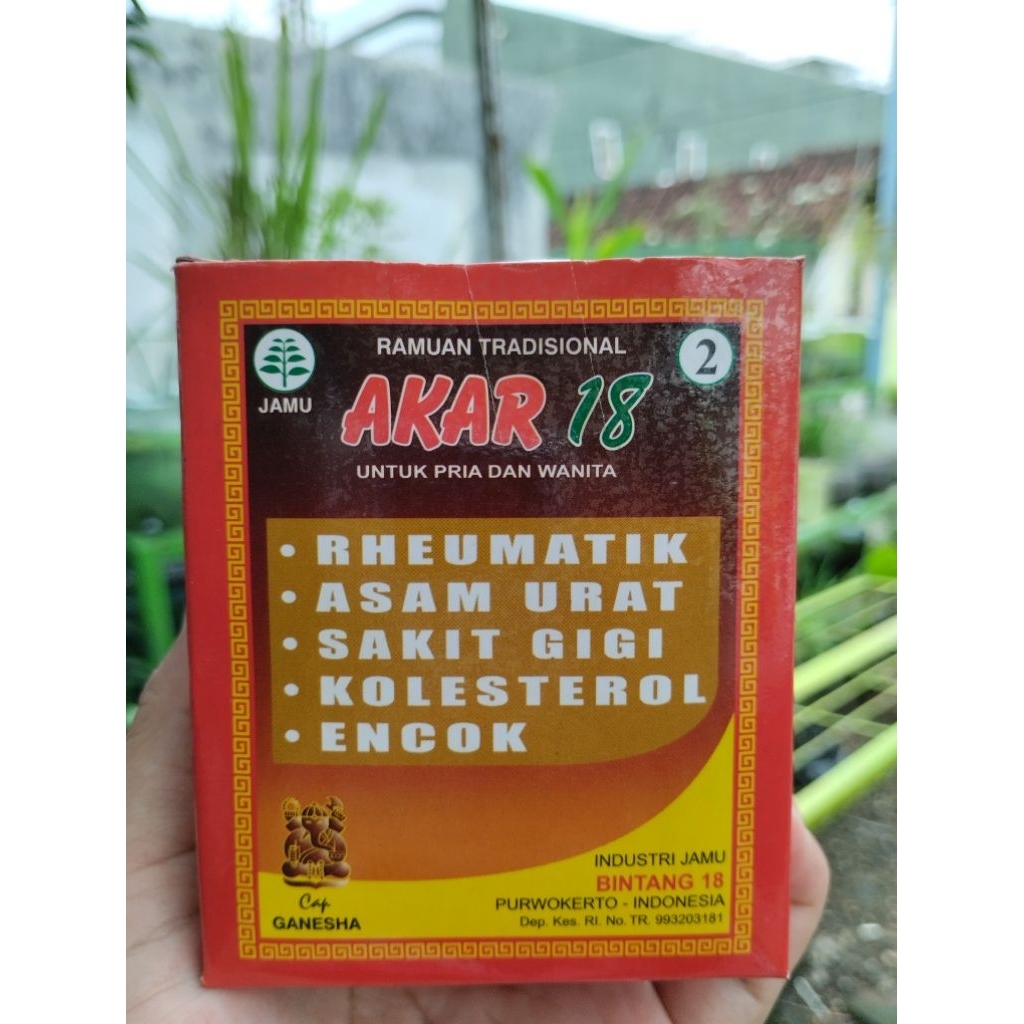 RAMUAN TRADISIONAL
2
JAMU
AKAR 18
UNTUK PRIA DAN WANITA
• RHEUMATIK
• ASAM URAT
• SAKIT GIGI
• KOLESTEROL
• ENCOK
Cap
GANESHA
INDUSTRI JAMU
BINTANG 18
PURWOKERTO - INDONESIA
Dep. Kes. RI. No. TR. 993203181